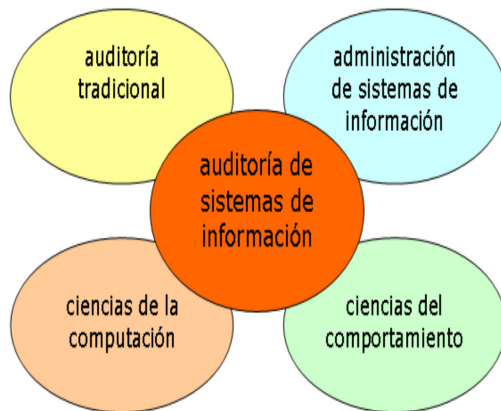 auditoría
tradicional
administración
de sistemas de
información
auditoría de
sistemas de
información
ciencias de la
computación
ciencias del
comportamiento